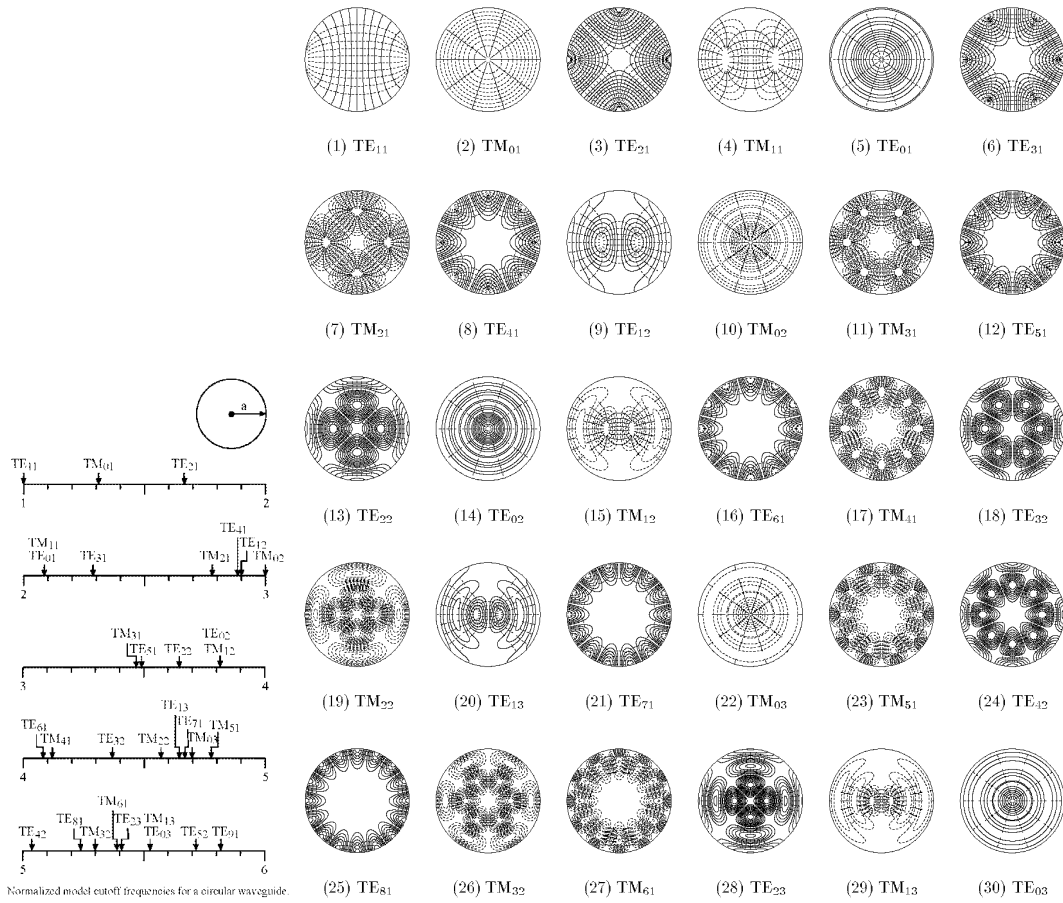 (1) TE₁₁ (2) TM₀₁ (3) TE₂₁ (4) TM₁₁ (5) TE₀₁ (6) TE₃₁
(7) TM₂₁ (8) TE₄₁ (9) TE₁₂ (10) TM₀₂ (11) TM₃₁ (12) TE₅₁
(13) TE₂₂ (14) TE₀₂ (15) TM₁₂ (16) TE₆₁ (17) TM₄₁ (18) TE₃₂
(19) TM₂₂ (20) TE₁₃ (21) TE₇₁ (22) TM₀₃ (23) TM₅₁ (24) TE₄₂
(25) TE₈₁ (26) TM₃₂ (27) TM₆₁ (28) TE₂₃ (29) TM₁₃ (30) TE₀₃
a
TE₁₁ TM₀₁ TE₂₁
1 2
TE₄₁
TM₁₁ TE₁₂
TE₀₁ TE₃₁ TM₂₁ TM₀₂
2 3
TM₃₁ TE₀₂
TE₅₁ TE₂₂ TM₁₂
3 4
TE₁₃
TE₆₁ TE₇₁ TM₅₁
TM₄₁ TE₃₂ TM₂₂ TM₀₃
4 5
TM₆₁
TE₈₁ TE₂₃ TM₁₃
TE₄₂ TM₃₂ TE₀₃ TE₅₂ TE₉₁
5 6
Normalized model cutoff frequencies for a circular waveguide.